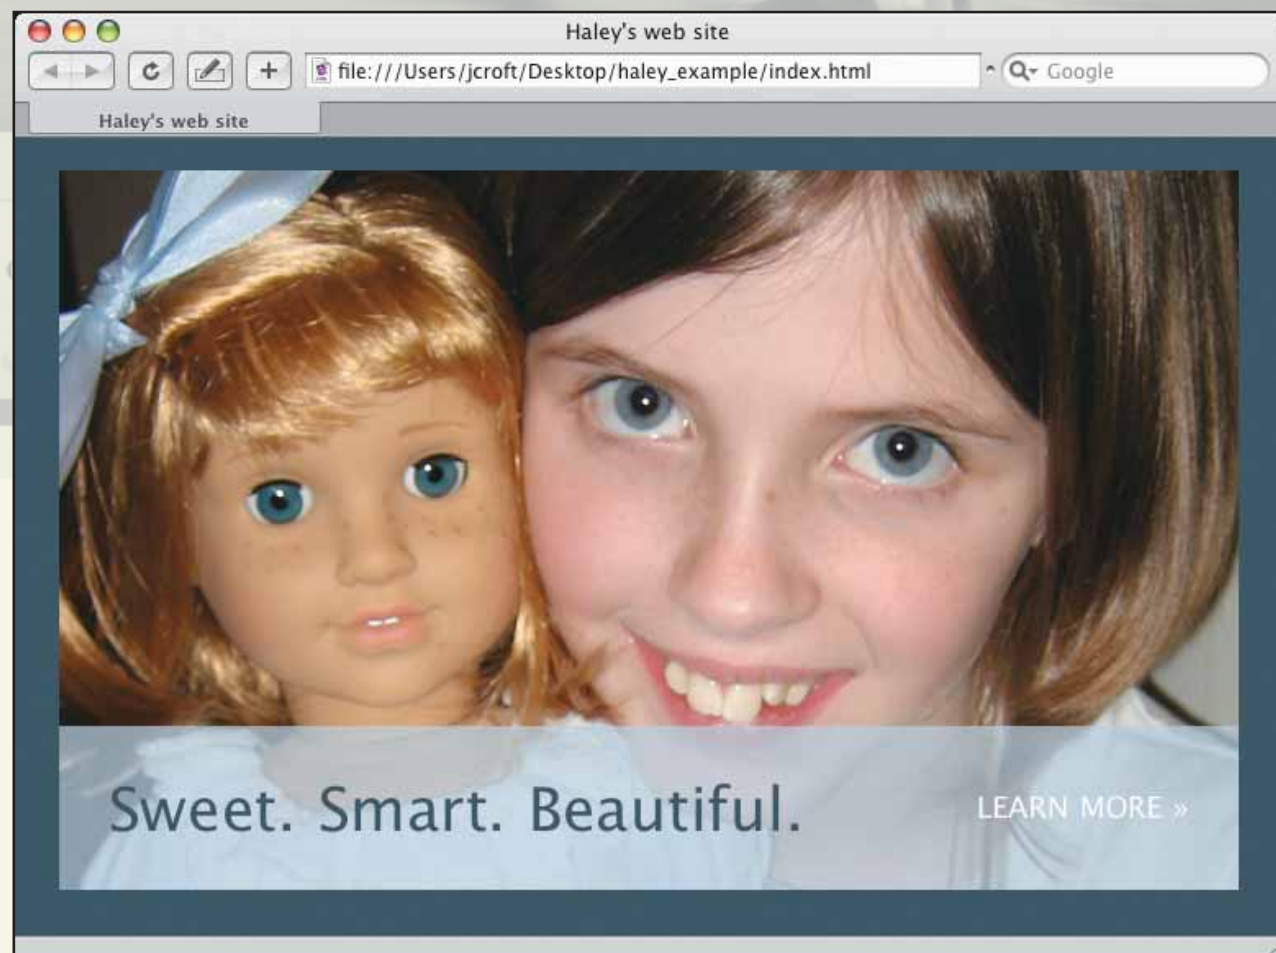 Haley's web site
file:///Users/jcroft/Desktop/haley_example/index.html
Google
Haley's web site
Sweet. Smart. Beautiful.
LEARN MORE »